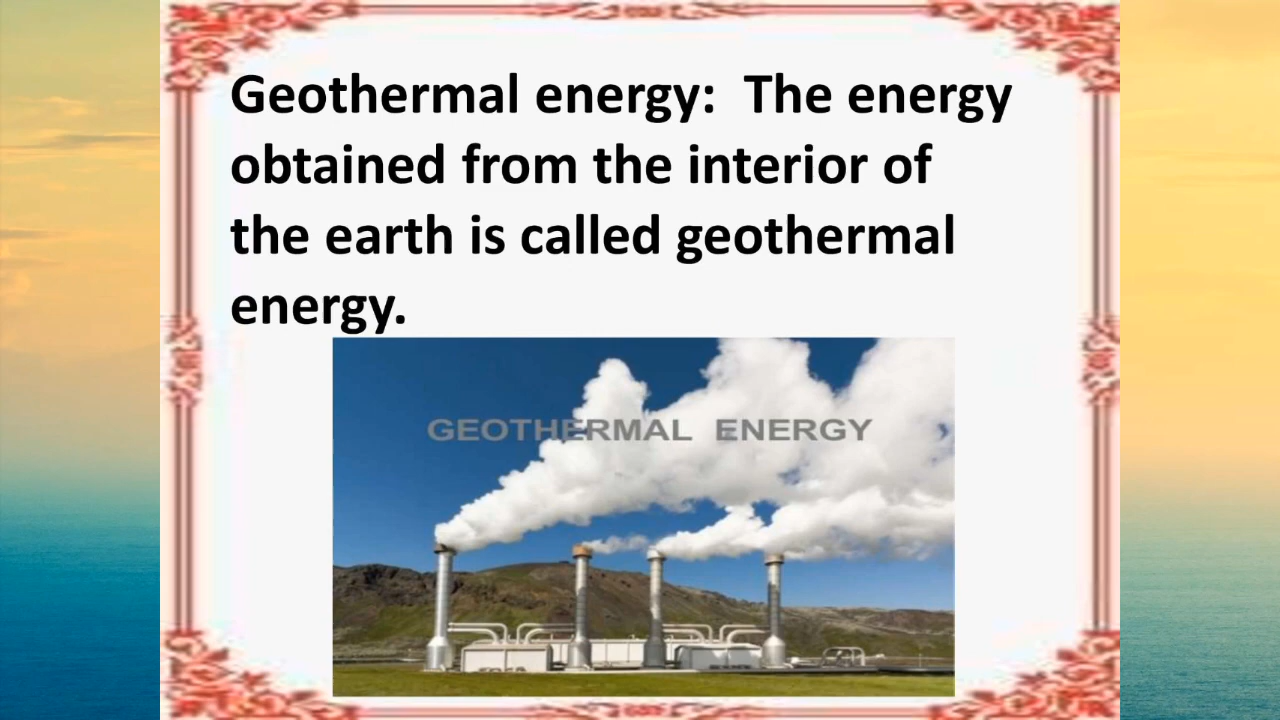 Geothermal energy:  The energy
obtained from the interior of
the earth is called geothermal
energy.
GEOTHERMAL ENERGY